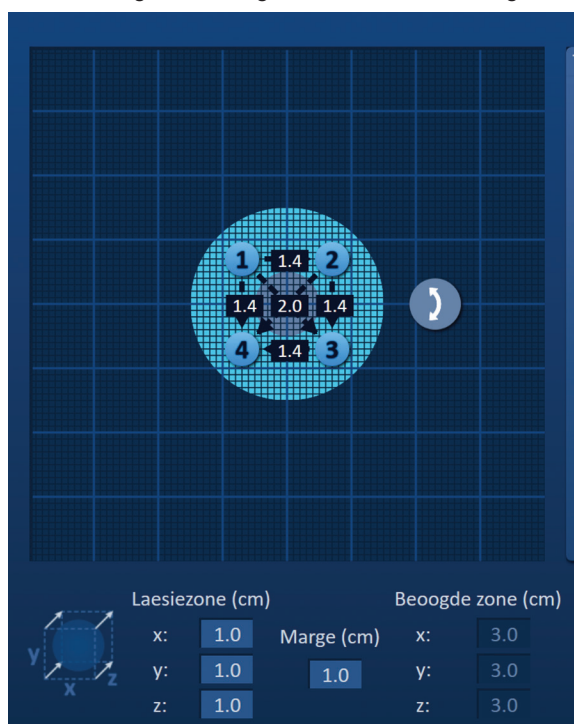 1 1.4 2
1.4 2.0 1.4
4 1.4 3
Laesiezone (cm)
Beoogde zone (cm)
x: 1.0
Marge (cm)
x: 3.0
y: 1.0
1.0
y: 3.0
z: 1.0
z: 3.0
y
x
z